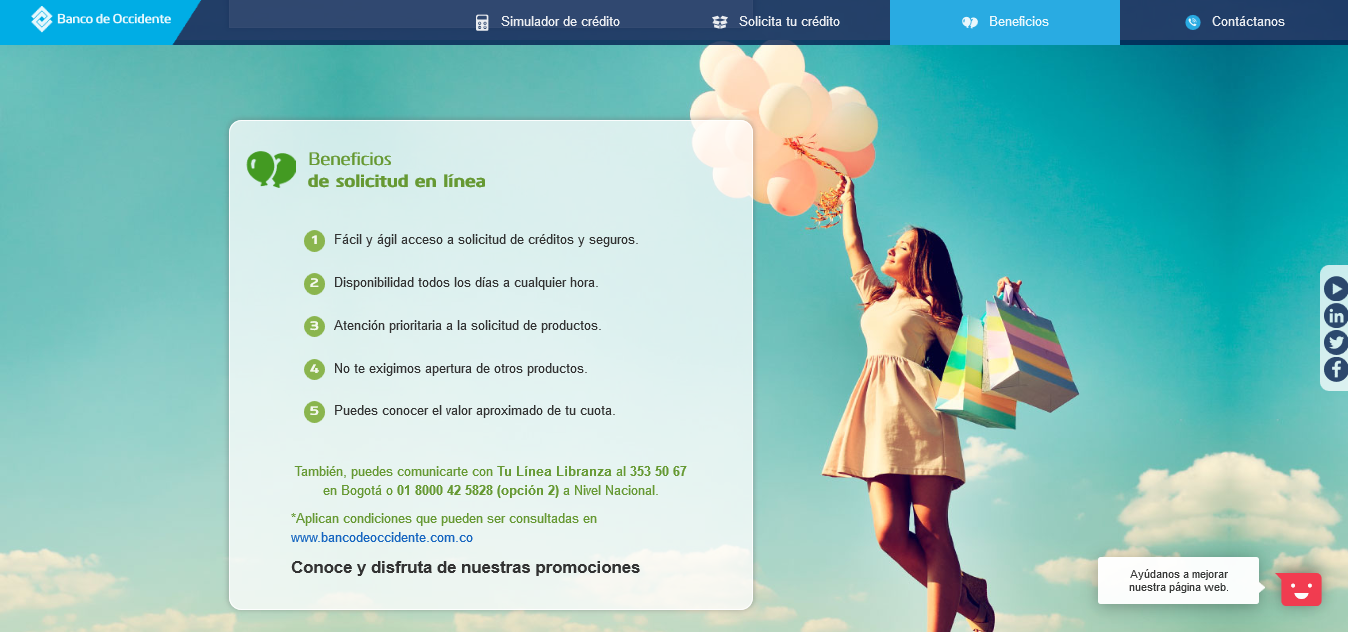 Banco de Occidente
Simulador de crédito
Solicita tu crédito
Beneficios
Contáctanos
Beneficios
de solicitud en línea
1 Fácil y ágil acceso a solicitud de créditos y seguros.
2 Disponibilidad todos los días a cualquier hora.
3 Atención prioritaria a la solicitud de productos.
4 No te exigimos apertura de otros productos.
5 Puedes conocer el valor aproximado de tu cuota.
También, puedes comunicarte con Tu Línea Libranza al 353 50 67
en Bogotá o 01 8000 42 5828 (opción 2) a Nivel Nacional.
*Aplican condiciones que pueden ser consultadas en
www.bancodeoccidente.com.co
Conoce y disfruta de nuestras promociones
in
f
Ayúdanos a mejorar
nuestra página web.